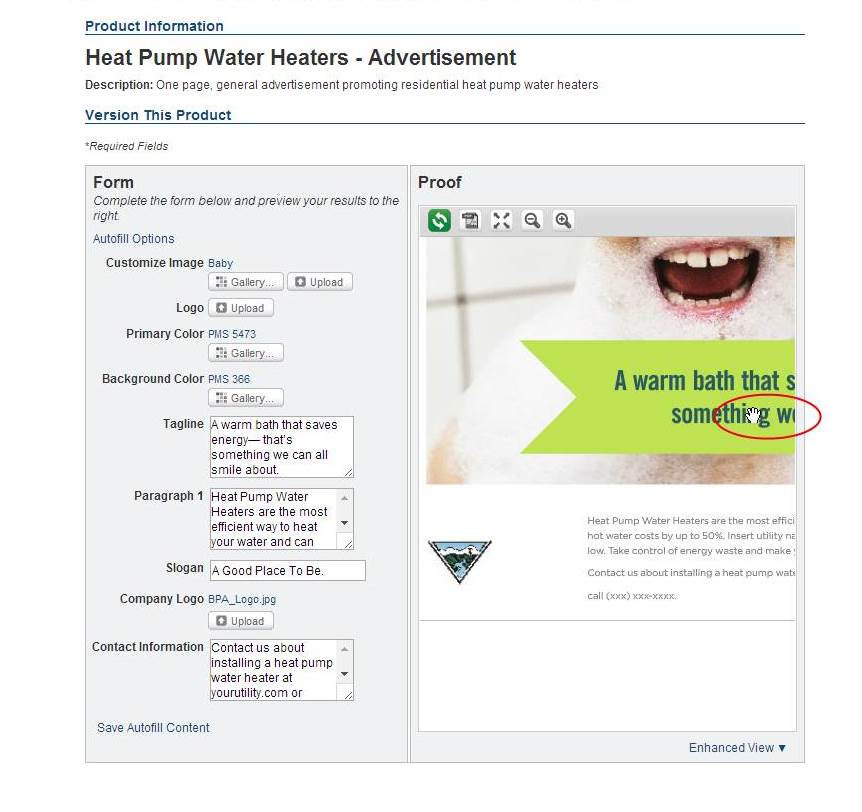 Product Information
Heat Pump Water Heaters - Advertisement
Description: One page, general advertisement promoting residential heat pump water heaters
Version This Product
*Required Fields
Form
Complete the form below and preview your results to the
right.
Autofill Options
Customize Image Baby
Gallery... Upload
Logo Upload
Primary Color PMS 5473
Gallery...
Background Color PMS 366
Gallery...
Tagline
A warm bath that saves
energy— that's
something we can all
smile about.
Paragraph 1
Heat Pump Water
Heaters are the most
efficient way to heat
your water and can
Slogan A Good Place To Be.
Company Logo BPA_Logo.jpg
Upload
Contact Information
Contact us about
installing a heat pump
water heater at
yourutility.com or
Save Autofill Content
Proof
A warm bath that s
something we
Heat Pump Water Heaters are the most effici
hot water costs by up to 50%. Insert utility na
low. Take control of energy waste and make
Contact us about installing a heat pump wate
call (xxx) xxx-xxxx.
Enhanced View ▼